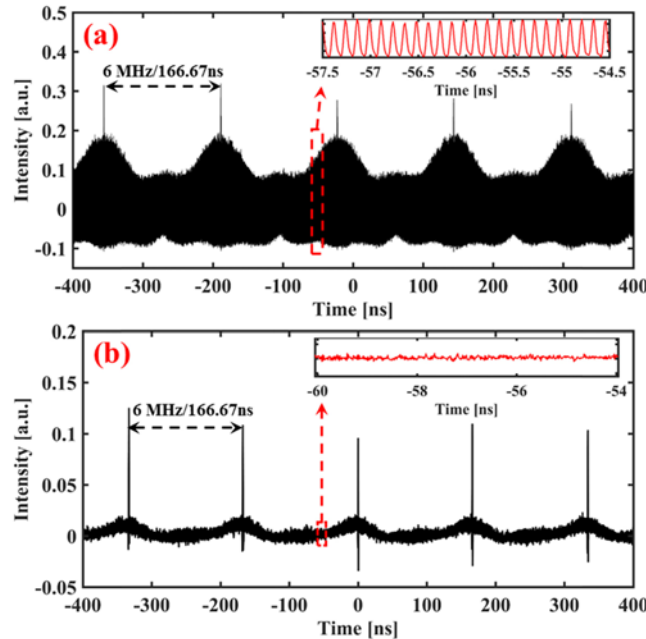 0.5
(a)
0.4
6 MHz/166.67ns
-57.5 -57 -56.5 -56 -55.5 -55 -54.5
Time [ns]
0.3
0.2
0.1
0
-0.1
Intensity [a.u.]
-400 -300 -200 -100 0 100 200 300 400
Time [ns]
0.2
(b)
-60 -58 -56 -54
Time [ns]
0.15
6 MHz/166.67ns
0.1
0.05
0
-0.05
Intensity [a.u.]
-400 -300 -200 -100 0 100 200 300 400
Time [ns]